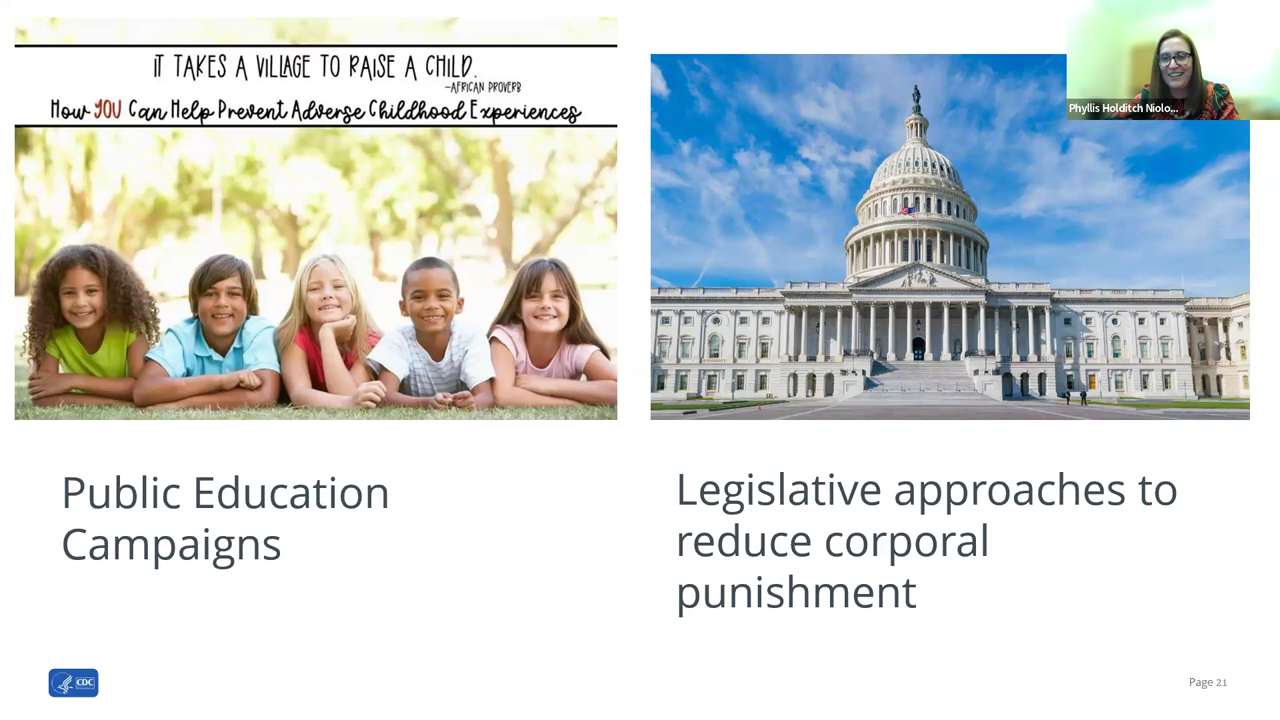 IT TAKES A VILLAGE TO RAISE A CHILD.
-AFRICAN PROVERB
How YOU Can Help Prevent Adverse Childhood Experiences
Phyllis Holditch Niolo...
Public Education
Campaigns
Legislative approaches to
reduce corporal
punishment
CDC
Page 21